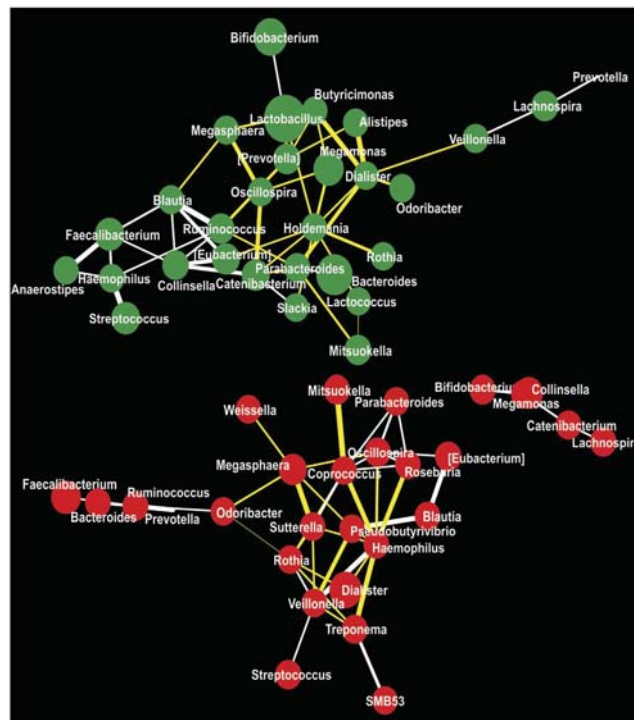 Bifidobacterium
Butyricimonas
Prevotella
Lactobacillus
Lachnospira
Megasphaera
Alistipes
Veillonella
[Prevotella]
Megamonas
Oscillospira
Dialister
Blautia
Odoribacter
Faecalibacterium
Ruminococcus
Holdemania
[Eubacterium]
Rothia
Anaerostipes
Haemophilus
Collinsella
Catenibacterium
Parabacteroides
Bacteroides
Slackia
Lactococcus
Streptococcus
Mitsuokella
Mitsuokella
Bifidobacterium
Collinsella
Weissella
Parabacteroides
Megamonas
Catenibacterium
Oscillospira
Lachnospir
Megasphaera
Coprococcus
Roseburia
[Eubacterium]
Faecalibacterium
Ruminococcus
Bacteroides
Prevotella
Odoribacter
Sutterella
Pseudobutyrivibrio
Blautia
Haemophilus
Rothia
Dialister
Veillonella
Treponema
Streptococcus
SMB53